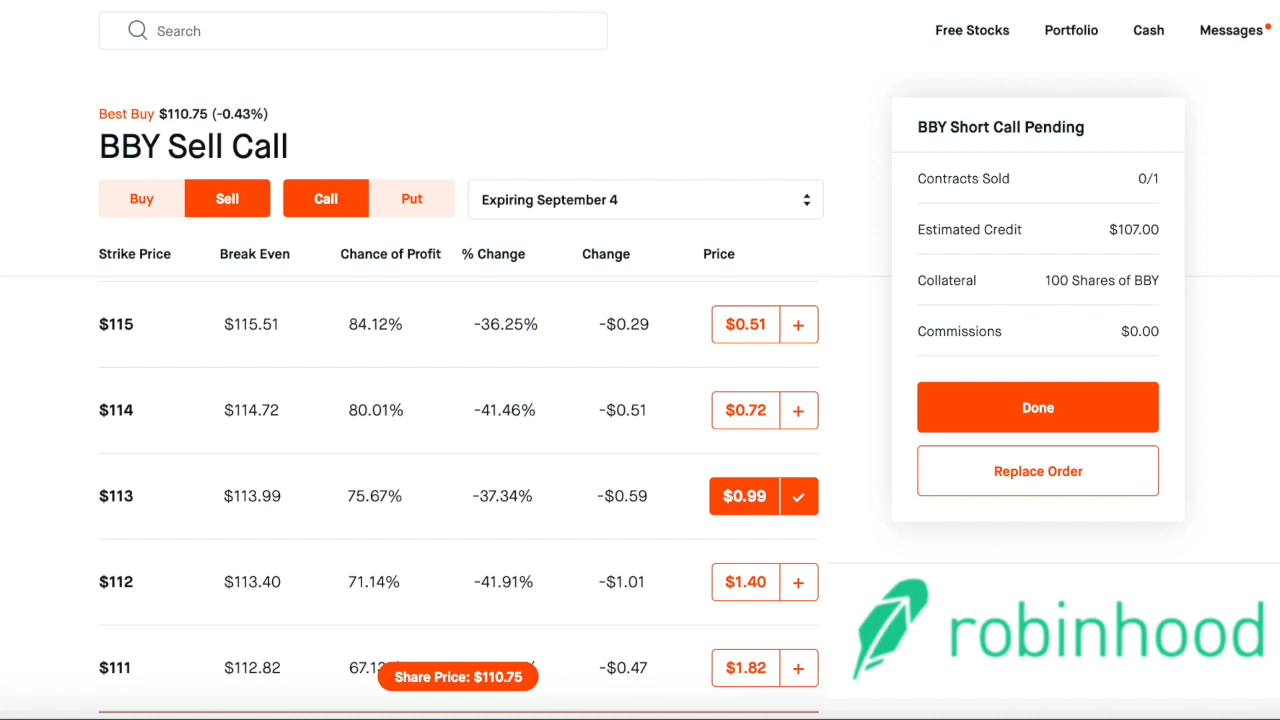 Search
Free Stocks Portfolio Cash Messages
Best Buy $110.75 (-0.43%)
BBY Sell Call
Buy Sell Call Put Expiring September 4
Strike Price Break Even Chance of Profit % Change Change Price
$115 $115.51 84.12% -36.25% -$0.29 $0.51 +
$114 $114.72 80.01% -41.46% -$0.51 $0.72 +
$113 $113.99 75.67% -37.34% -$0.59 $0.99
$112 $113.40 71.14% -41.91% -$1.01 $1.40 +
$111 $112.82 -$0.47 $1.82 +
Share Price: $110.75
BBY Short Call Pending
Contracts Sold 0/1
Estimated Credit $107.00
Collateral 100 Shares of BBY
Commissions $0.00
Done
Replace Order
robinhood